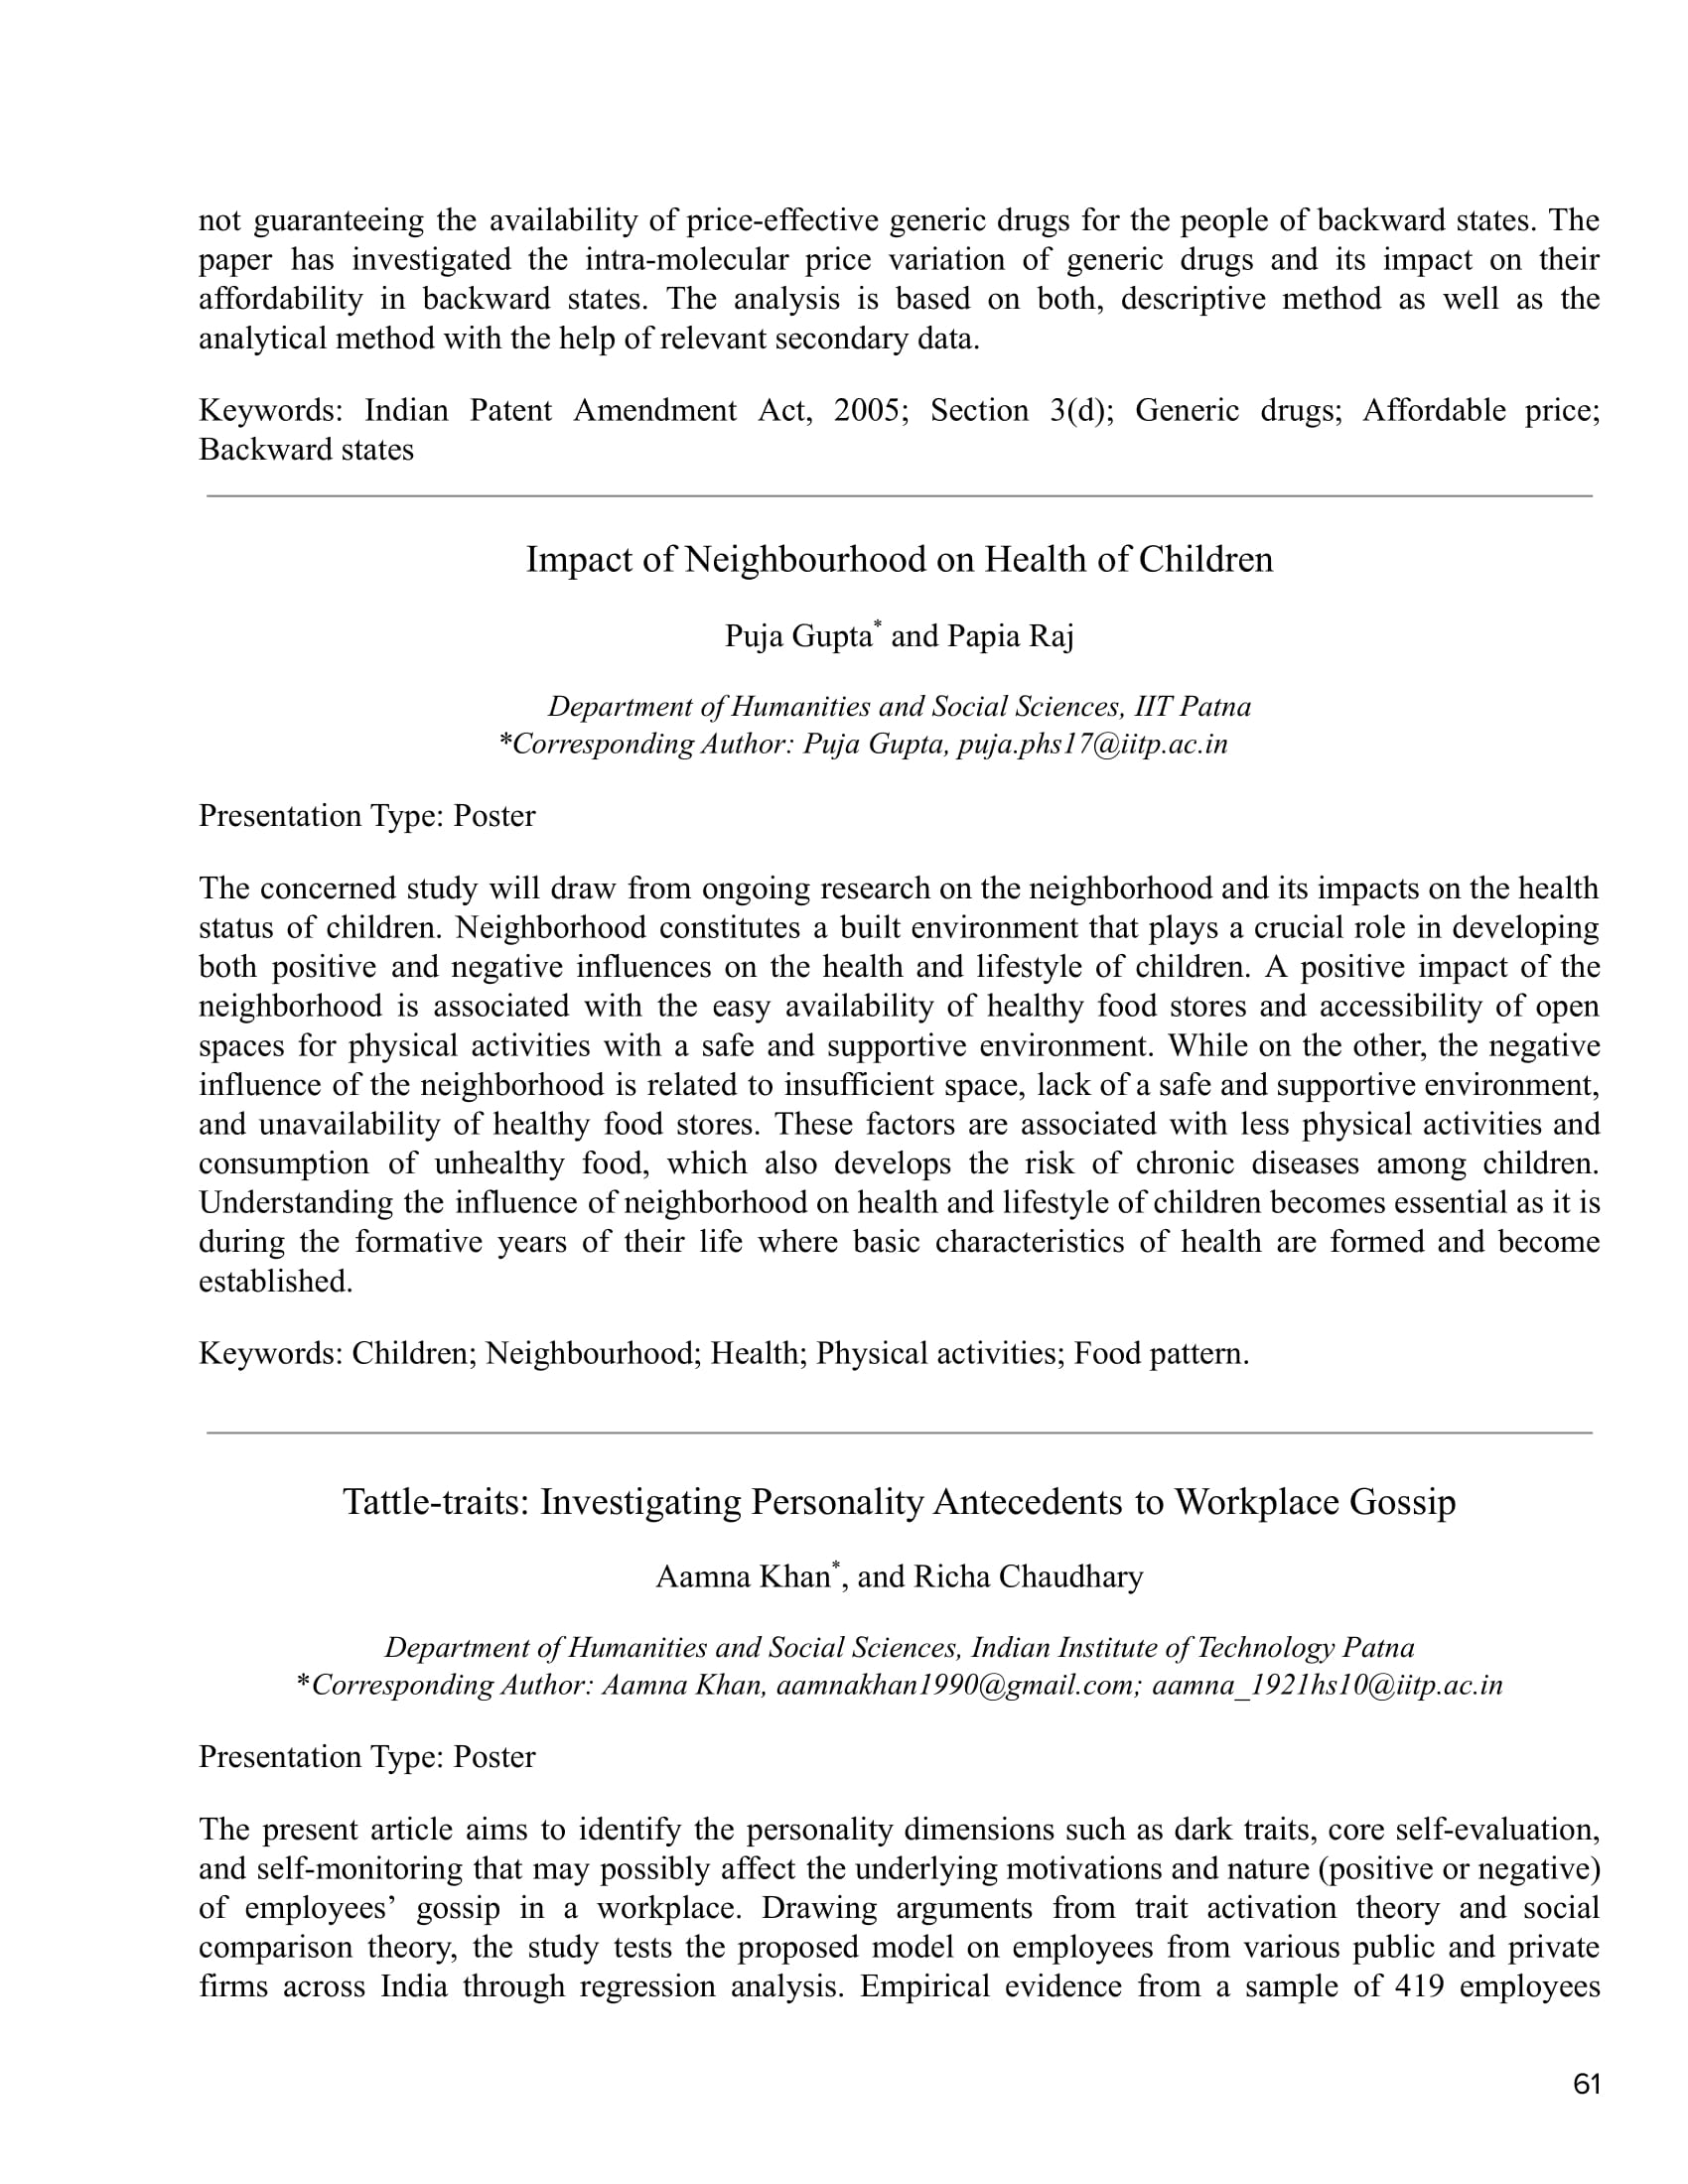 not guaranteeing the availability of price-effective generic drugs for the people of backward states. The
paper has investigated the intra-molecular price variation of generic drugs and its impact on their
affordability in backward states. The analysis is based on both, descriptive method as well as the
analytical method with the help of relevant secondary data.
Keywords: Indian Patent Amendment Act, 2005; Section 3(d); Generic drugs; Affordable price;
Backward states
Impact of Neighbourhood on Health of Children
Puja Gupta* and Papia Raj
Department of Humanities and Social Sciences, IIT Patna
*Corresponding Author: Puja Gupta, puja.phs17@iitp.ac.in
Presentation Type: Poster
The concerned study will draw from ongoing research on the neighborhood and its impacts on the health
status of children. Neighborhood constitutes a built environment that plays a crucial role in developing
both positive and negative influences on the health and lifestyle of children. A positive impact of the
neighborhood is associated with the easy availability of healthy food stores and accessibility of open
spaces for physical activities with a safe and supportive environment. While on the other, the negative
influence of the neighborhood is related to insufficient space, lack of a safe and supportive environment,
and unavailability of healthy food stores. These factors are associated with less physical activities and
consumption of unhealthy food, which also develops the risk of chronic diseases among children.
Understanding the influence of neighborhood on health and lifestyle of children becomes essential as it is
during the formative years of their life where basic characteristics of health are formed and become
established.
Keywords: Children; Neighbourhood; Health; Physical activities; Food pattern.
Tattle-traits: Investigating Personality Antecedents to Workplace Gossip
Aamna Khan*, and Richa Chaudhary
Department of Humanities and Social Sciences, Indian Institute of Technology Patna
*Corresponding Author: Aamna Khan, aamnakhan1990@gmail.com; aamna_1921hs10@iitp.ac.in
Presentation Type: Poster
The present article aims to identify the personality dimensions such as dark traits, core self-evaluation,
and self-monitoring that may possibly affect the underlying motivations and nature (positive or negative)
of employees’ gossip in a workplace. Drawing arguments from trait activation theory and social
comparison theory, the study tests the proposed model on employees from various public and private
firms across India through regression analysis. Empirical evidence from a sample of 419 employees
61